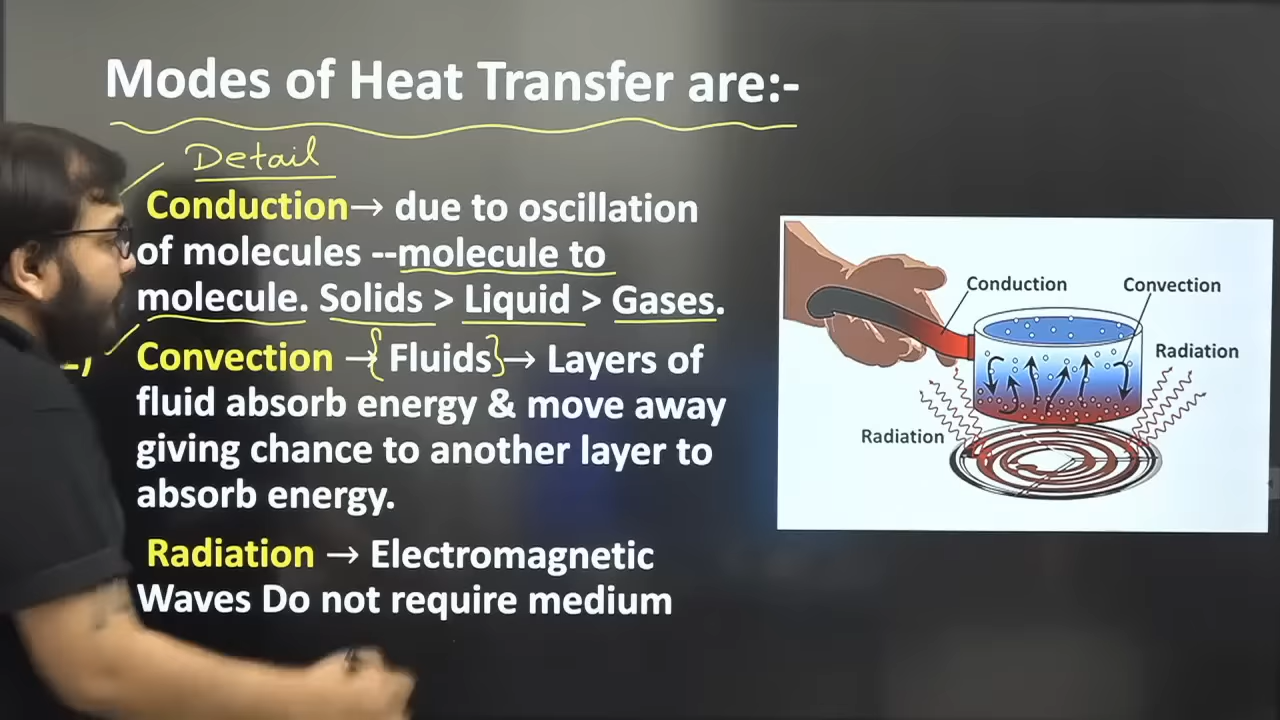 Modes of Heat Transfer are:-
Detail
Conduction→ due to oscillation
of molecules --molecule to
molecule. Solids > Liquid > Gases.
Convection →{Fluids}→ Layers of
fluid absorb energy & move away
giving chance to another layer to
absorb energy.
Radiation → Electromagnetic
Waves Do not require medium
Conduction
Convection
Radiation
Radiation